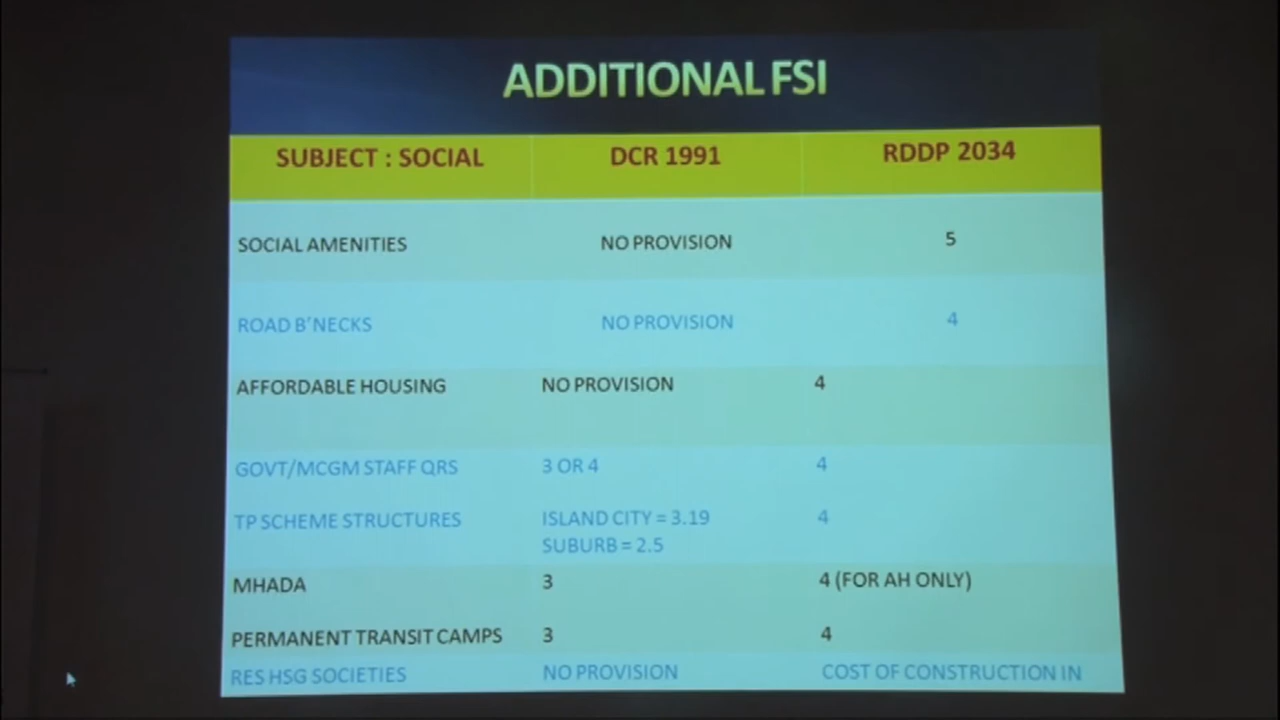 ADDITIONAL FSI
SUBJECT : SOCIAL DCR 1991 RDDP 2034
SOCIAL AMENITIES NO PROVISION 5
ROAD B'NECKS NO PROVISION 4
AFFORDABLE HOUSING NO PROVISION 4
GOVT/MCGM STAFF QRS 3 OR 4 4
TP SCHEME STRUCTURES ISLAND CITY = 3.19 4
SUBURB = 2.5
MHADA 3 4 (FOR AH ONLY)
PERMANENT TRANSIT CAMPS 3 4
RES HSG SOCIETIES NO PROVISION COST OF CONSTRUCTION IN